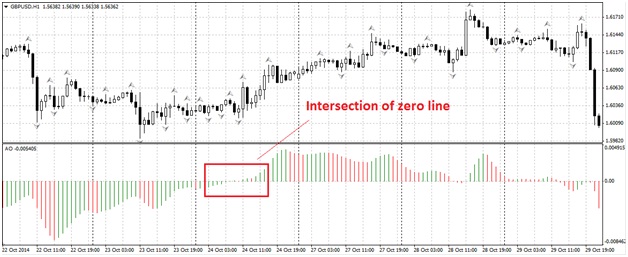 GBPUSD,H1 1.56382 1.56390 1.56338 1.56362
1.61710
1.61440
1.61170
1.60900
1.60630
1.60360
1.60090
1.59820
Intersection of zero line
AO -0.005405
0.004915
0.00
-0.008462
22 Oct 2014
22 Oct 11:00
22 Oct 19:00
23 Oct 03:00
23 Oct 11:00
23 Oct 19:00
24 Oct 03:00
24 Oct 11:00
24 Oct 19:00
27 Oct 03:00
27 Oct 11:00
27 Oct 19:00
28 Oct 03:00
28 Oct 11:00
28 Oct 19:00
29 Oct 03:00
29 Oct 11:00
29 Oct 19:00